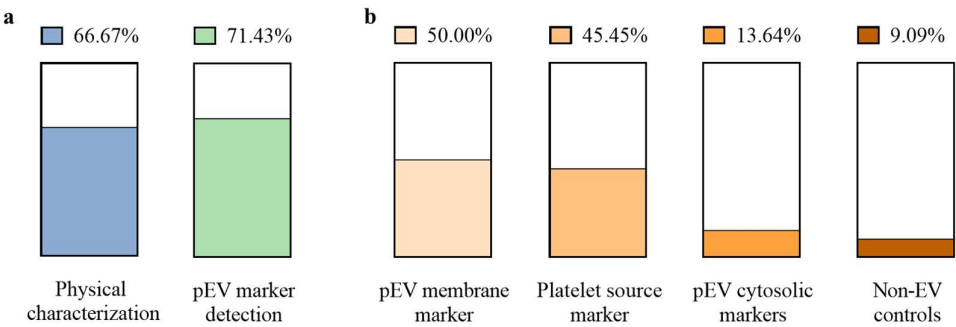 a
66.67%
71.43%
Physical
characterization
pEV marker
detection
b
50.00%
45.45%
13.64%
9.09%
pEV membrane
marker
Platelet source
marker
pEV cytosolic
markers
Non-EV
controls